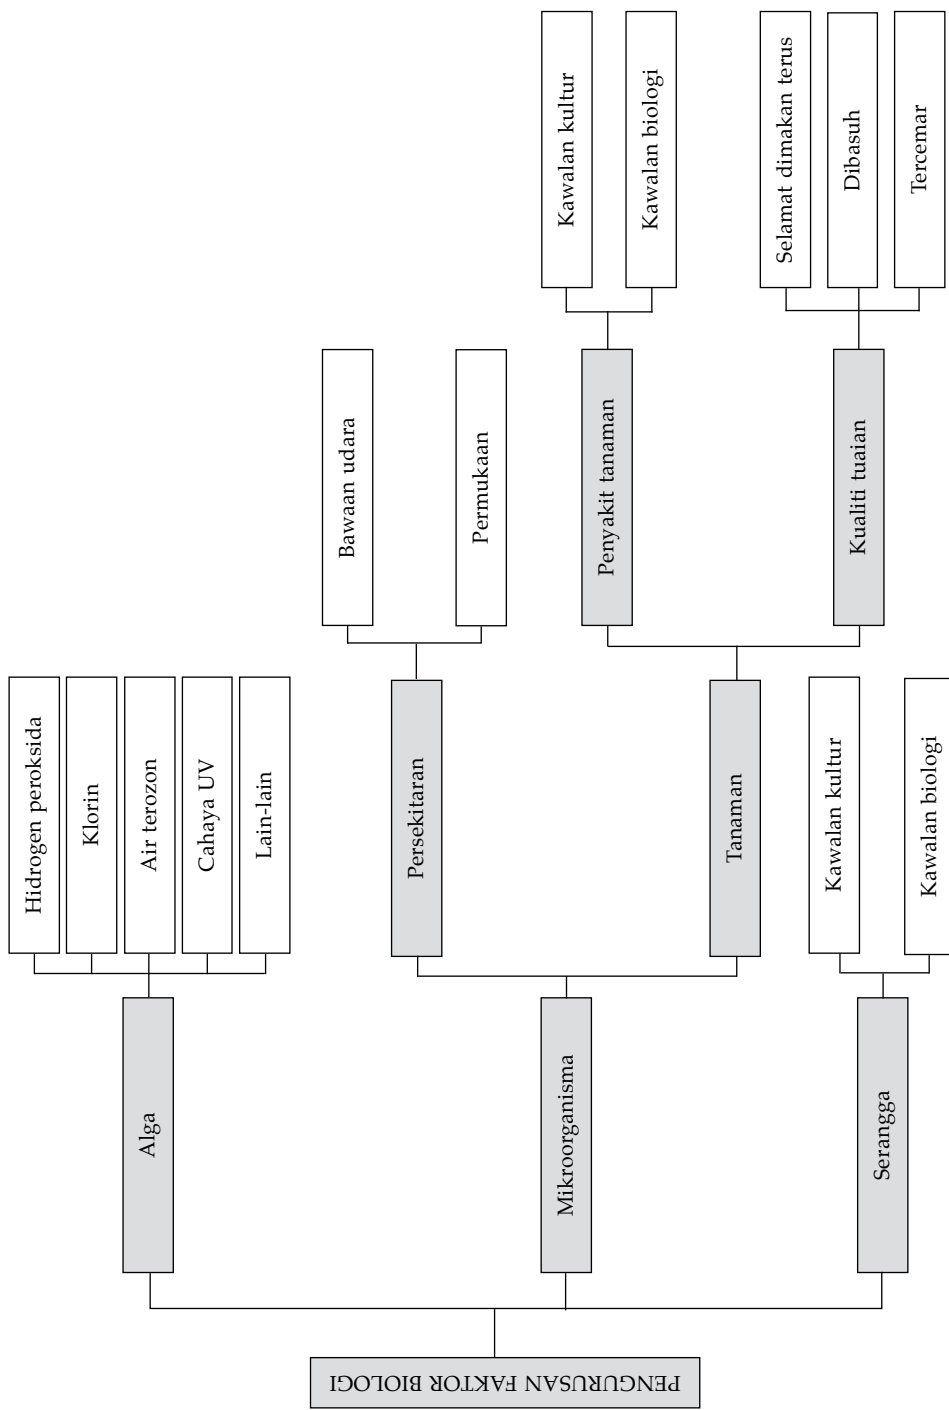 PENGURUSAN FAKTOR BIOLOGI
Alga
Hidrogen peroksida
Klorin
Air terozon
Cahaya UV
Lain-lain
Mikroorganisma
Persekitaran
Bawaan udara
Permukaan
Tanaman
Penyakit tanaman
Kawalan kultur
Kawalan biologi
Kualiti tuaian
Selamat dimakan terus
Dibasuh
Tercemar
Serangga
Kawalan kultur
Kawalan biologi